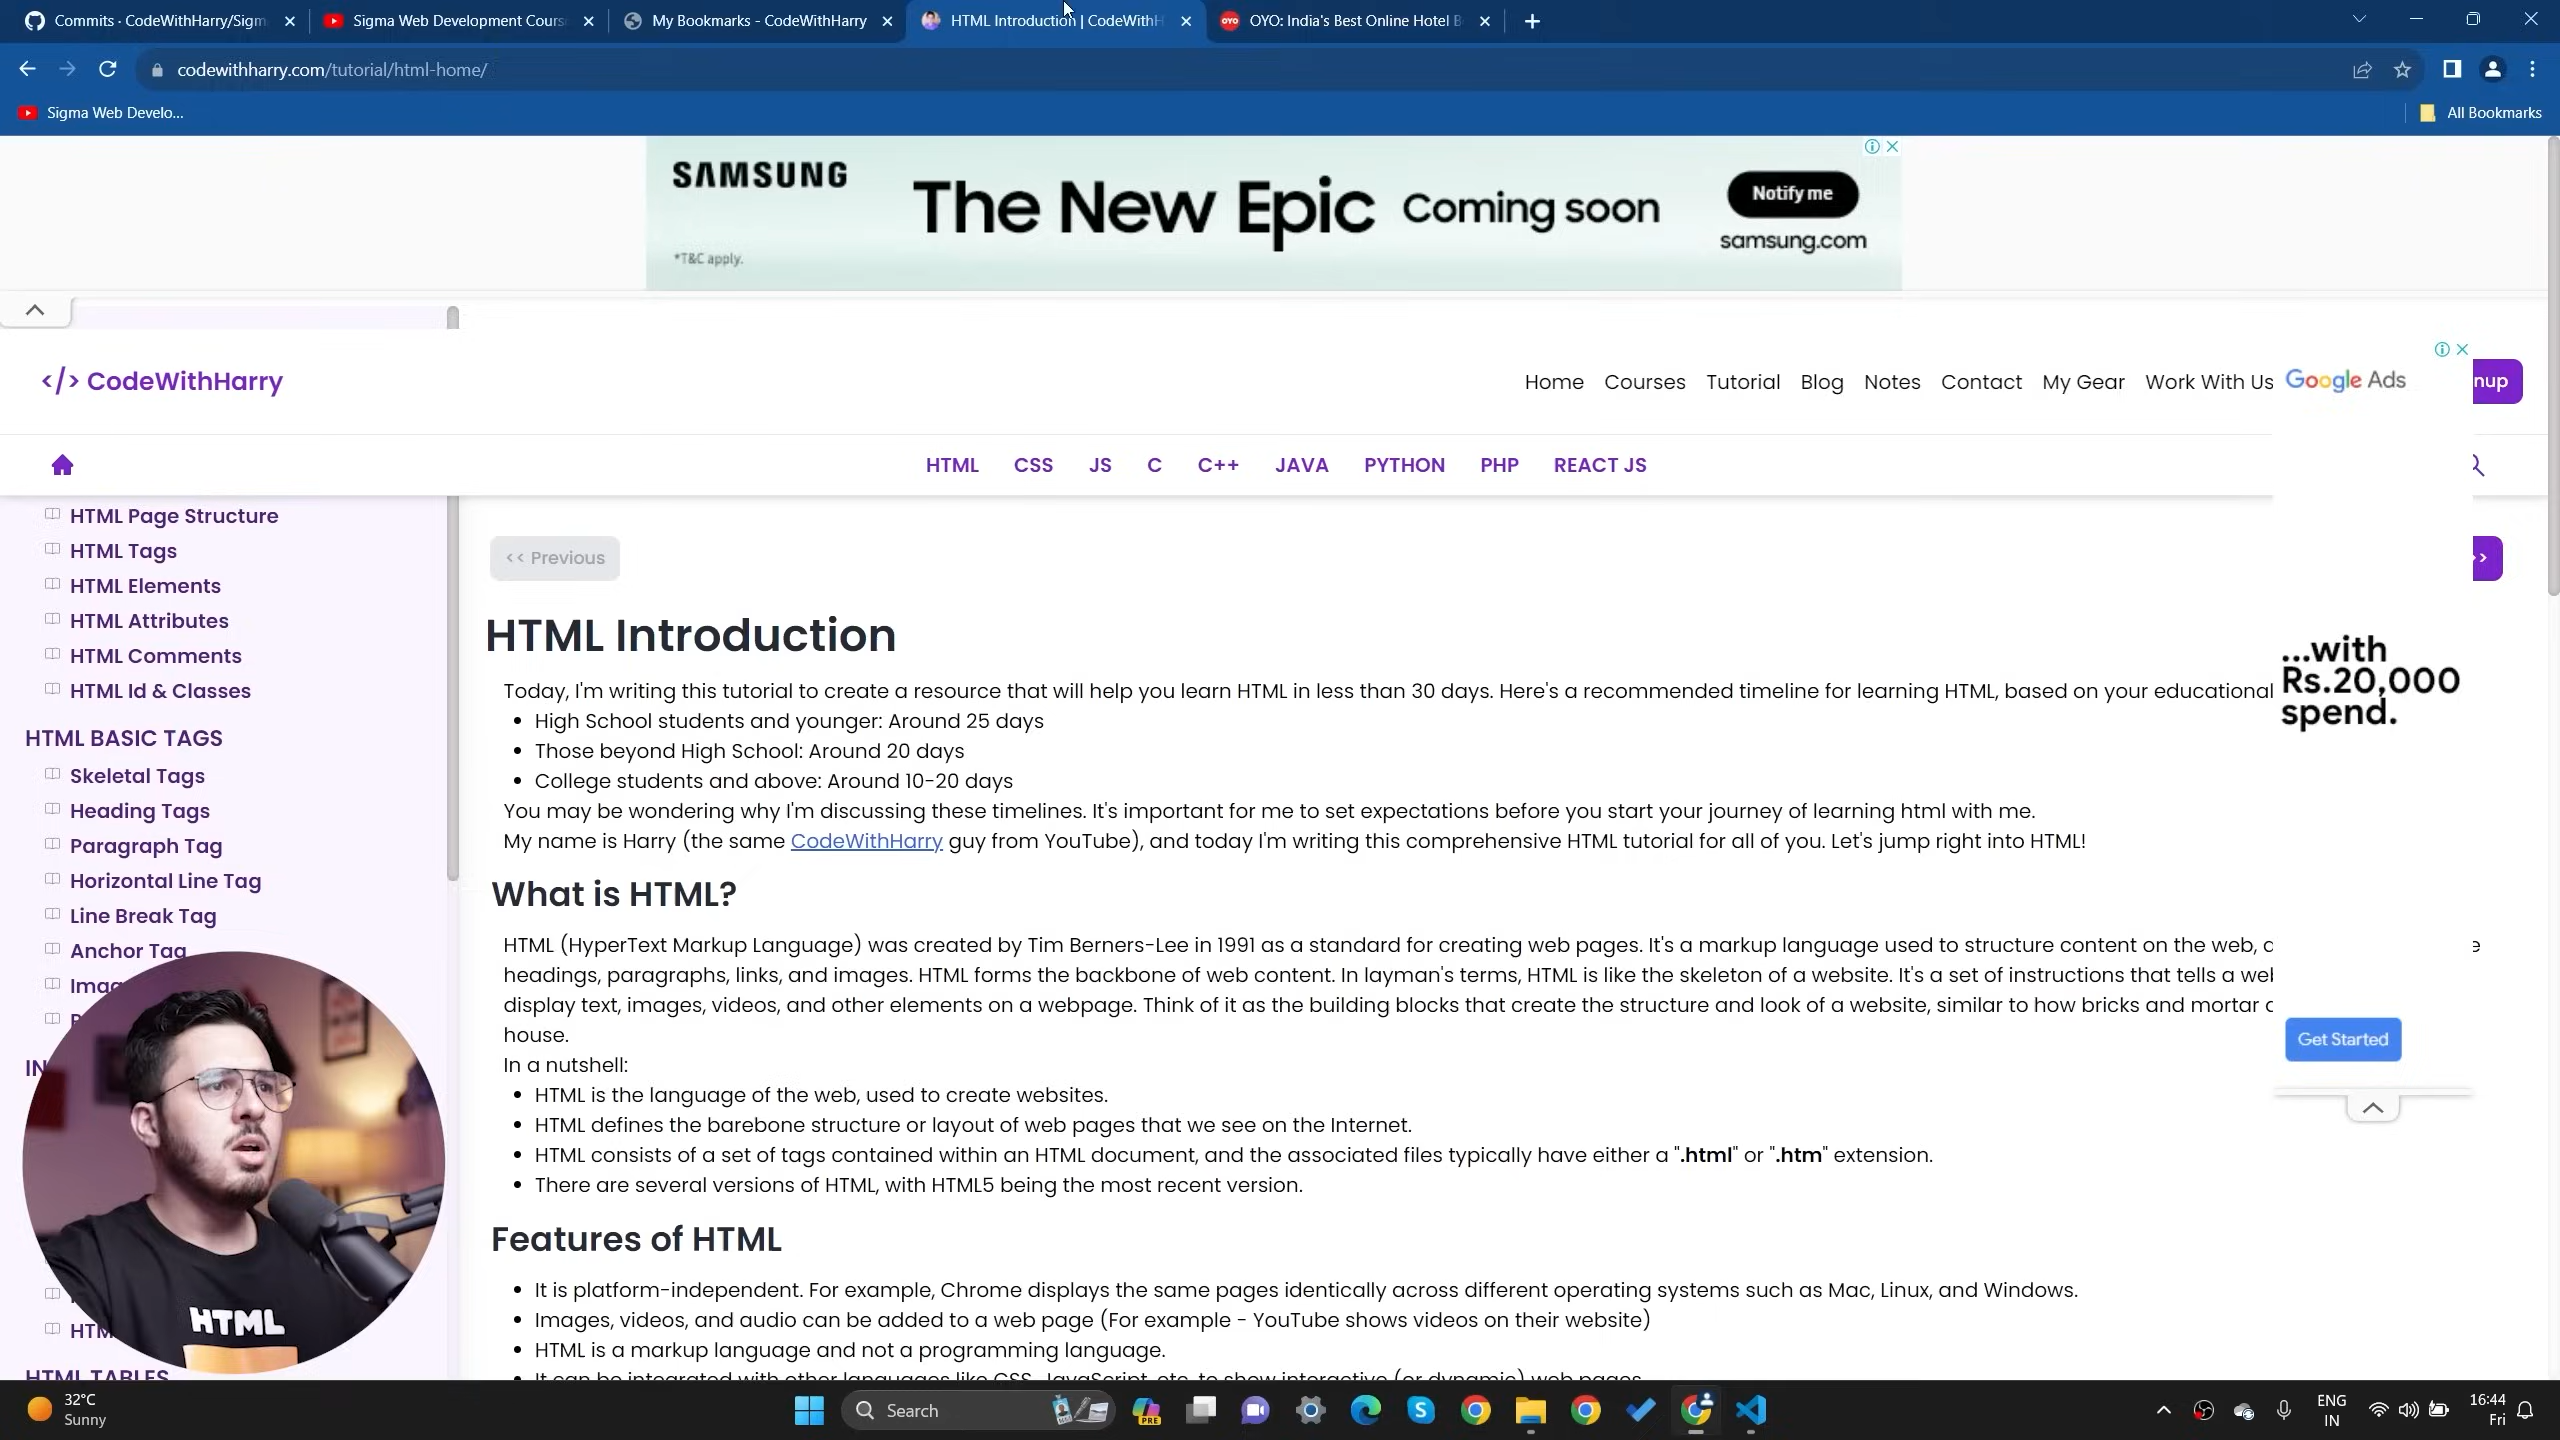 Commits · CodeWithHarry/Sigm
Sigma Web Development Cours
My Bookmarks - CodeWithHarry
HTML Introduction | CodeWithH
OYO: India's Best Online Hotel B
codewithharry.com/tutorial/html-home/
Sigma Web Develo...
All Bookmarks
SAMSUNG
The New Epic Coming soon
Notify me
samsung.com
*T&C apply.
</> CodeWithHarry
Home Courses Tutorial Blog Notes Contact My Gear Work With Us
nup
Google Ads
HTML CSS JS C C++ JAVA PYTHON PHP REACT JS
HTML Page Structure
HTML Tags
HTML Elements
HTML Attributes
HTML Comments
HTML Id & Classes
HTML BASIC TAGS
Skeletal Tags
Heading Tags
Paragraph Tag
Horizontal Line Tag
Line Break Tag
Anchor Tag
Imag
IN
HTM
HTML TABLES
<< Previous
HTML Introduction
Today, I'm writing this tutorial to create a resource that will help you learn HTML in less than 30 days. Here's a recommended timeline for learning HTML, based on your educational
• High School students and younger: Around 25 days
• Those beyond High School: Around 20 days
• College students and above: Around 10-20 days
You may be wondering why I'm discussing these timelines. It's important for me to set expectations before you start your journey of learning html with me.
My name is Harry (the same CodeWithHarry guy from YouTube), and today I'm writing this comprehensive HTML tutorial for all of you. Let's jump right into HTML!
What is HTML?
HTML (HyperText Markup Language) was created by Tim Berners-Lee in 1991 as a standard for creating web pages. It's a markup language used to structure content on the web,
headings, paragraphs, links, and images. HTML forms the backbone of web content. In layman's terms, HTML is like the skeleton of a website. It's a set of instructions that tells a we
display text, images, videos, and other elements on a webpage. Think of it as the building blocks that create the structure and look of a website, similar to how bricks and mortar
house.
In a nutshell:
• HTML is the language of the web, used to create websites.
• HTML defines the barebone structure or layout of web pages that we see on the Internet.
• HTML consists of a set of tags contained within an HTML document, and the associated files typically have either a ".html" or ".htm" extension.
• There are several versions of HTML, with HTML5 being the most recent version.
Features of HTML
• It is platform-independent. For example, Chrome displays the same pages identically across different operating systems such as Mac, Linux, and Windows.
• Images, videos, and audio can be added to a web page (For example - YouTube shows videos on their website)
• HTML is a markup language and not a programming language.
• It can be integrated with other languages like CSS, JavaScript, etc. to show interactive (or dynamic) web pages
...with
Rs.20,000
spend.
Get Started
HTML
32°C
Sunny
Search
PRE
ENG
IN
16:44
Fri